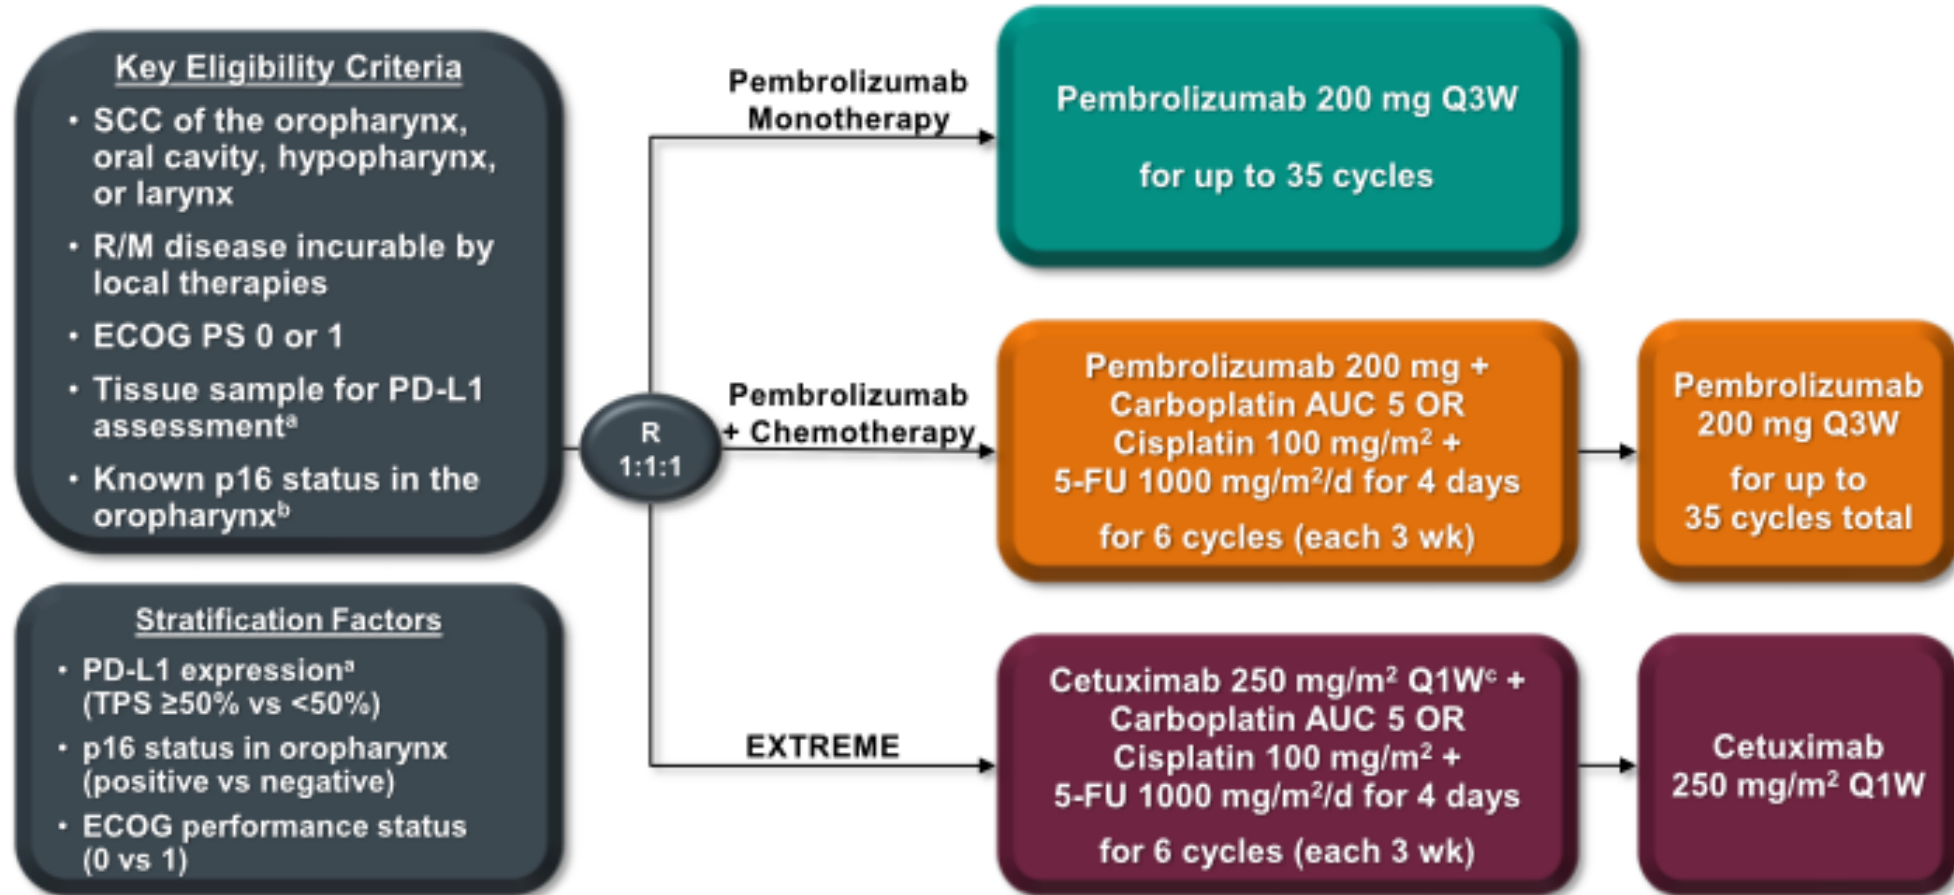 Key Eligibility Criteria
• SCC of the oropharynx,
oral cavity, hypopharynx,
or larynx
• R/M disease incurable by
local therapies
• ECOG PS 0 or 1
• Tissue sample for PD-L1
assessmentᵃ
• Known p16 status in the
oropharynxᵇ
Stratification Factors
• PD-L1 expressionᵃ
(TPS ≥50% vs <50%)
• p16 status in oropharynx
(positive vs negative)
• ECOG performance status
(0 vs 1)
R
1:1:1
Pembrolizumab
Monotherapy
Pembrolizumab 200 mg Q3W
for up to 35 cycles
Pembrolizumab
+ Chemotherapy
Pembrolizumab 200 mg +
Carboplatin AUC 5 OR
Cisplatin 100 mg/m² +
5-FU 1000 mg/m²/d for 4 days
for 6 cycles (each 3 wk)
Pembrolizumab
200 mg Q3W
for up to
35 cycles total
EXTREME
Cetuximab 250 mg/m² Q1Wᶜ +
Carboplatin AUC 5 OR
Cisplatin 100 mg/m² +
5-FU 1000 mg/m²/d for 4 days
for 6 cycles (each 3 wk)
Cetuximab
250 mg/m² Q1W